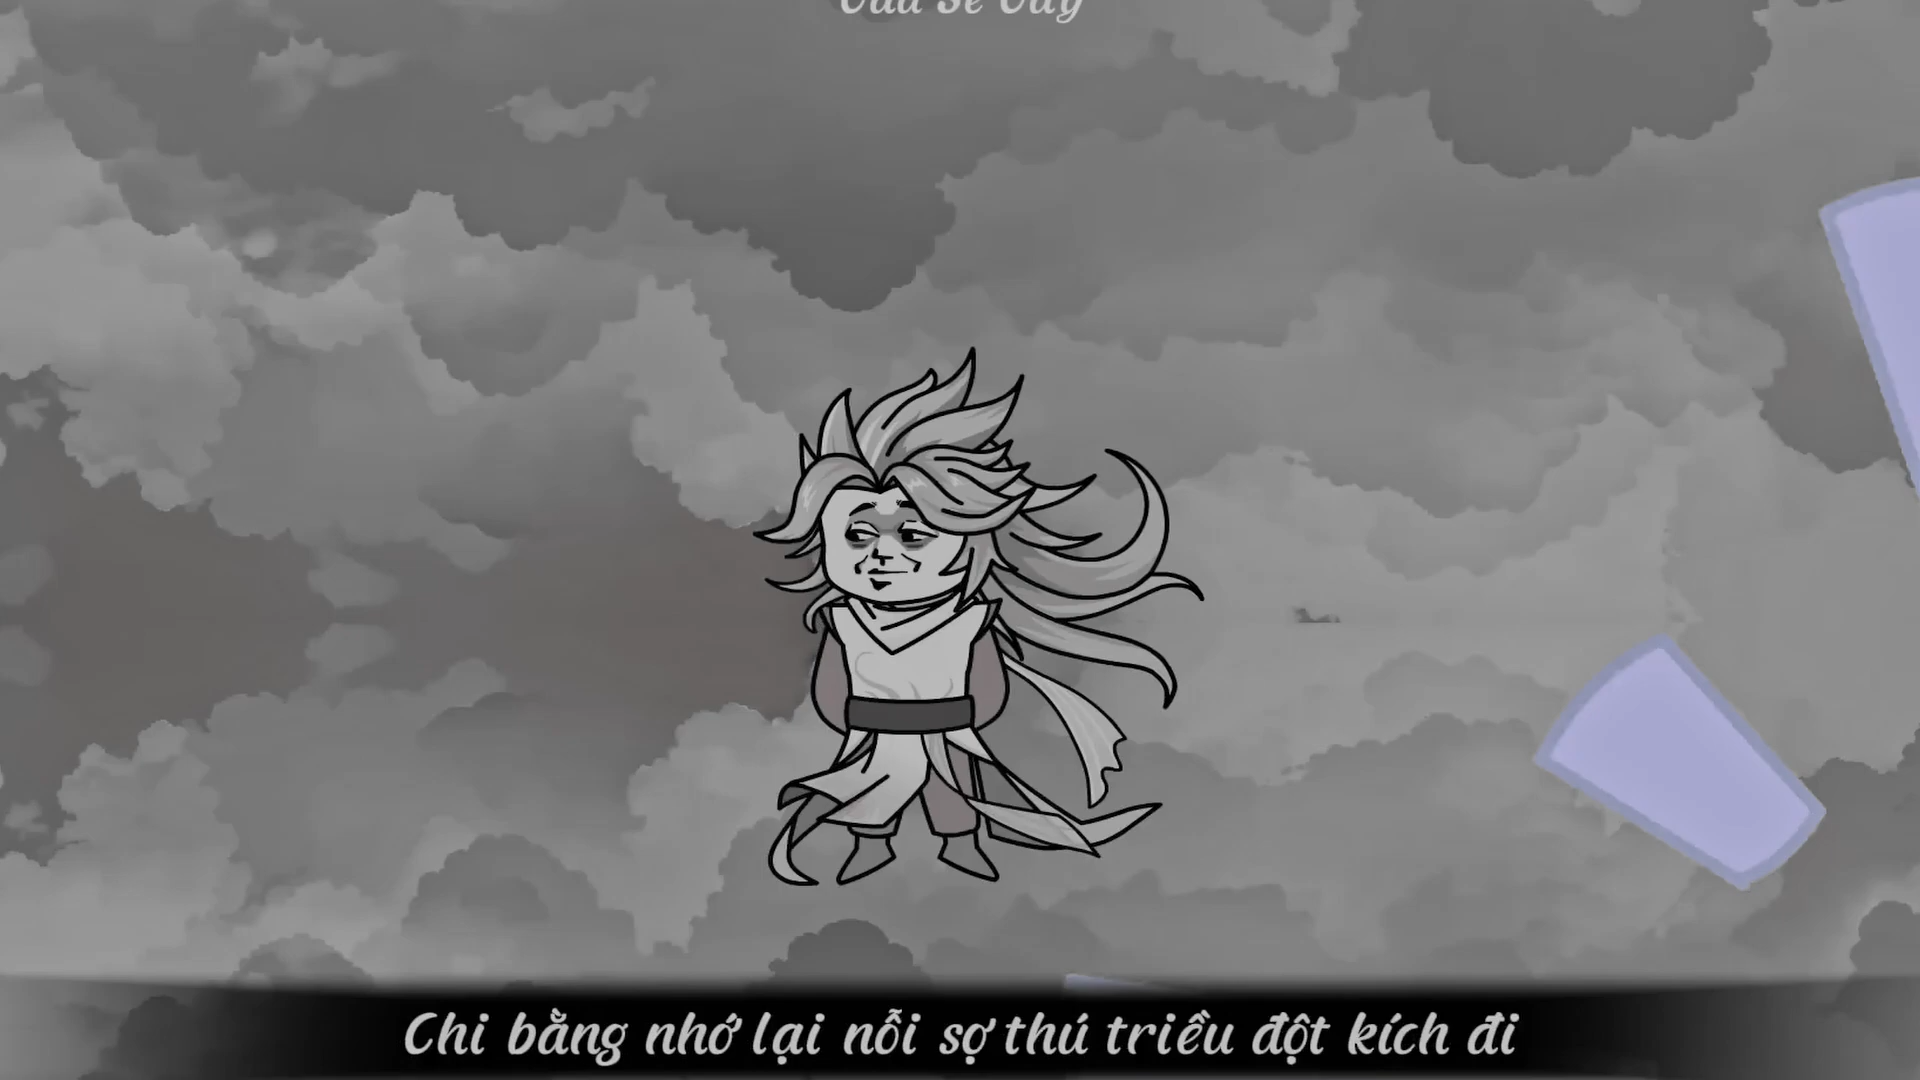 Chi bằng nhớ lại nỗi sợ thú triều đột kích đi